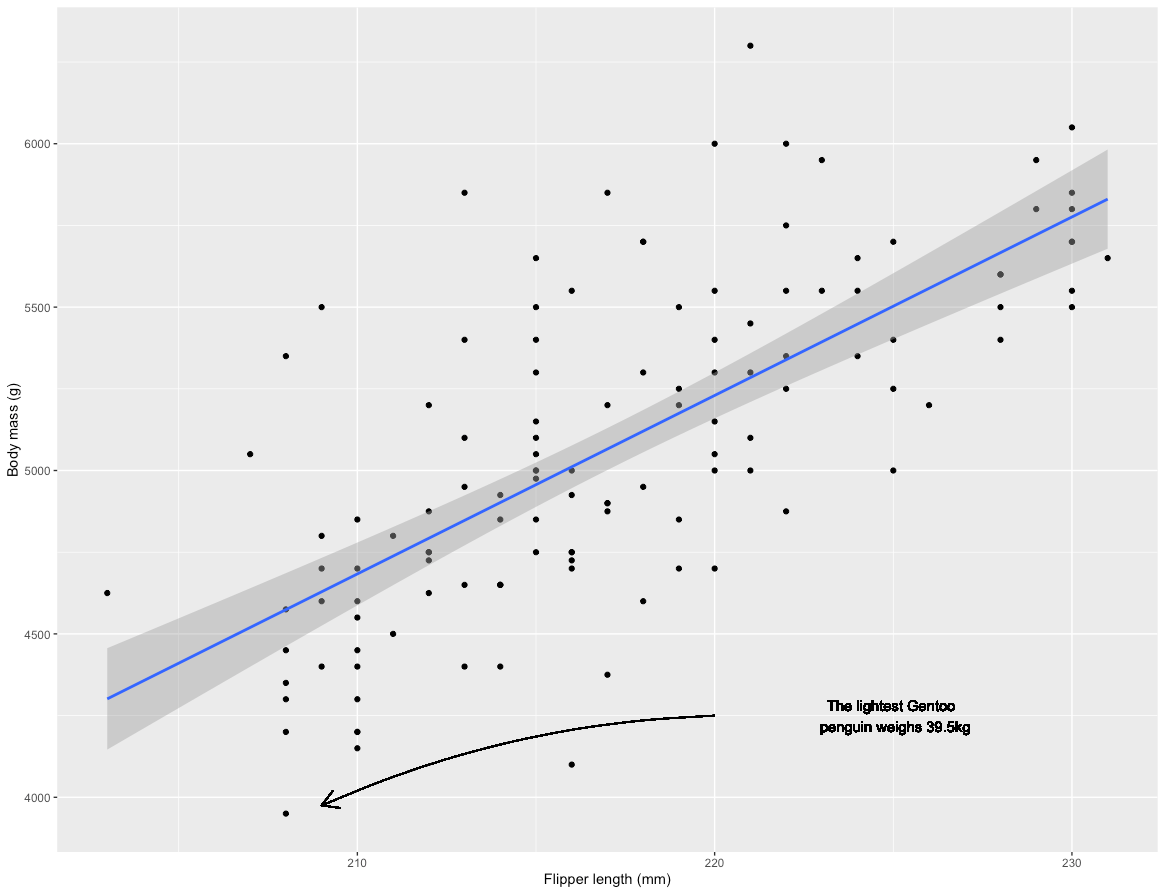 6000
5500
5000
4500
4000
Body mass (g)
The lightest Gentoo
penguin weighs 39.5kg
210
220
230
Flipper length (mm)